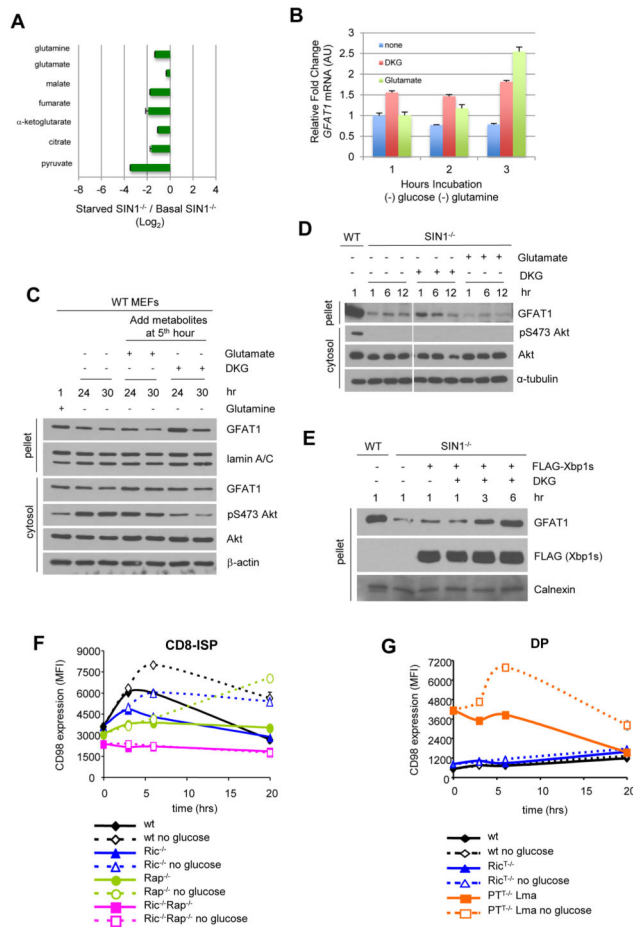 A
glutamine
glutamate
malate
fumarate
α-ketoglutarate
citrate
pyruvate
-8 -6 -4 -2 0 2 4
Starved SIN1-/- / Basal SIN1-/-
(Log2)
B
Relative Fold Change
GFAT1 mRNA (AU)
3
2.5
2
1.5
1
0.5
0
none
DKG
Glutamate
1 2 3
Hours Incubation
(-) glucose (-) glutamine
C
WT MEFs
Add metabolites
at 5th hour
- - + + - - Glutamate
- - - - + + DKG
1 24 30 24 30 24 30 hr
+ Glutamine
pellet
GFAT1
lamin A/C
cytosol
GFAT1
pS473 Akt
Akt
β-actin
D
WT SIN1-/-
- - - - - - - + + + Glutamate
- - - - + + + - - - DKG
1 1 6 12 1 6 12 1 6 12 hr
pellet
GFAT1
cytosol
pS473 Akt
Akt
α-tubulin
E
WT SIN1-/-
- - + + + + FLAG-Xbp1s
- - - + + + DKG
1 1 1 1 3 6 hr
pellet
GFAT1
FLAG (Xbp1s)
Calnexin
F
CD8-ISP
CD98 expression (MFI)
9000
7500
6000
4500
3000
1500
0
0 5 10 15 20
time (hrs)
wt
wt no glucose
Ric-/-
Ric-/- no glucose
Rap-/-
Rap-/- no glucose
Ric-/-Rap-/-
Ric-/-Rap-/- no glucose
G
DP
CD98 expression (MFI)
7200
6000
4800
3600
2400
1200
0
0 5 10 15 20
time (hrs)
wt
wt no glucose
RicT-/-
RicT-/- no glucose
PTT-/- Lma
PTT-/- Lma no glucose